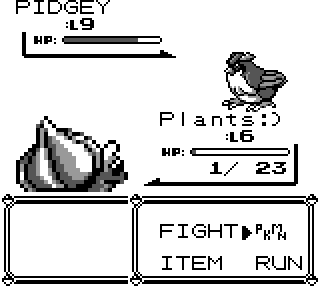 PIDGEY
:L9
HP:
Plants:)
:L6
HP:
1/ 23
FIGHT PKMN
ITEM RUN